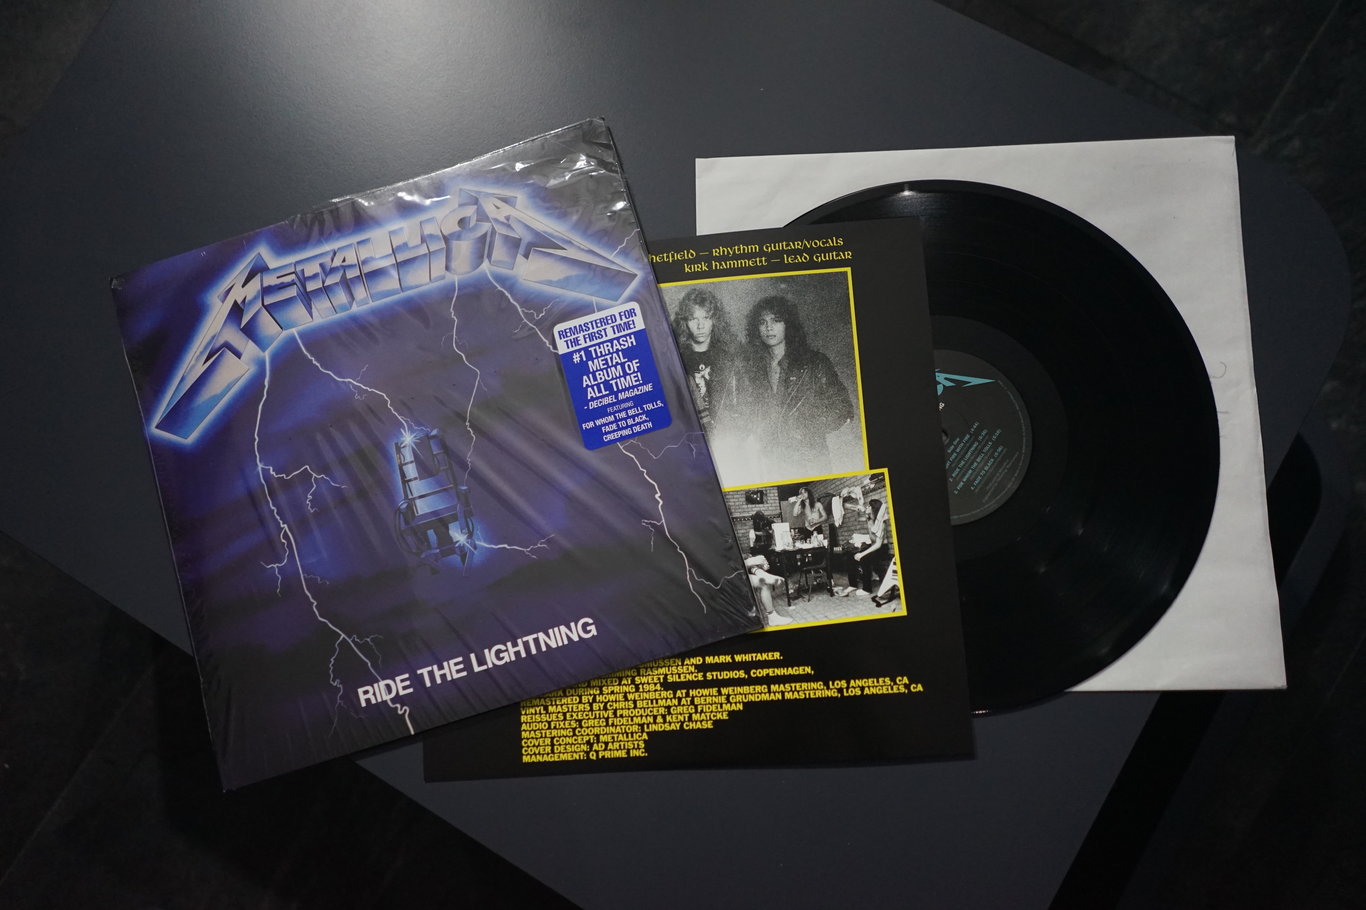 METALLICA
REMASTERED FOR
THE FIRST TIME!
#1 THRASH
METAL
ALBUM OF
ALL TIME!
- DECIBEL MAGAZINE
FEATURING
FOR WHOM THE BELL TOLLS,
FADE TO BLACK,
CREEPING DEATH
RIDE THE LIGHTNING
hetfield — rhythm guitar/vocals
kirk hammett — lead guitar
AND MARK WHITAKER.
RASMUSSEN.
MIXED AT SWEET SILENCE STUDIOS, COPENHAGEN,
DURING SPRING 1984.
REMASTERED BY HOWIE WEINBERG AT HOWIE WEINBERG MASTERING, LOS ANGELES, CA
VINYL MASTERS BY CHRIS BELLMAN AT BERNIE GRUNDMAN MASTERING, LOS ANGELES, CA
REISSUES EXECUTIVE PRODUCER: GREG FIDELMAN
AUDIO FIXES: GREG FIDELMAN & KENT MATCKE
MASTERING COORDINATOR: LINDSAY CHASE
COVER CONCEPT: METALLICA
COVER DESIGN: AD ARTISTS
MANAGEMENT: Q PRIME INC.